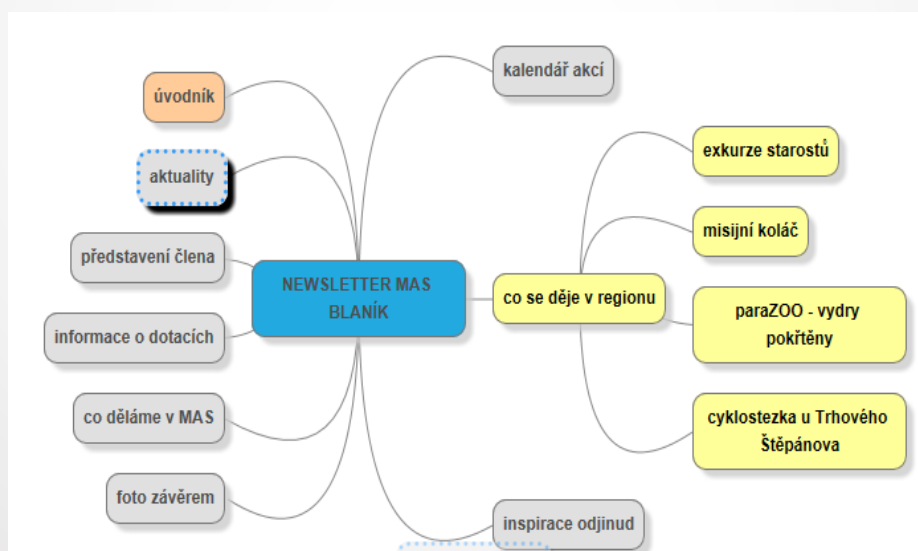 kalendář akcí
úvodník
exkurze starostů
aktuality
misijní koláč
představení člena
NEWSLETTER MAS
BLANÍK
co se děje v regionu
paraZOO - vydry
pokřtěny
informace o dotacích
co děláme v MAS
cyklostezka u Trhového
Štěpánova
foto závěrem
inspirace odjinud